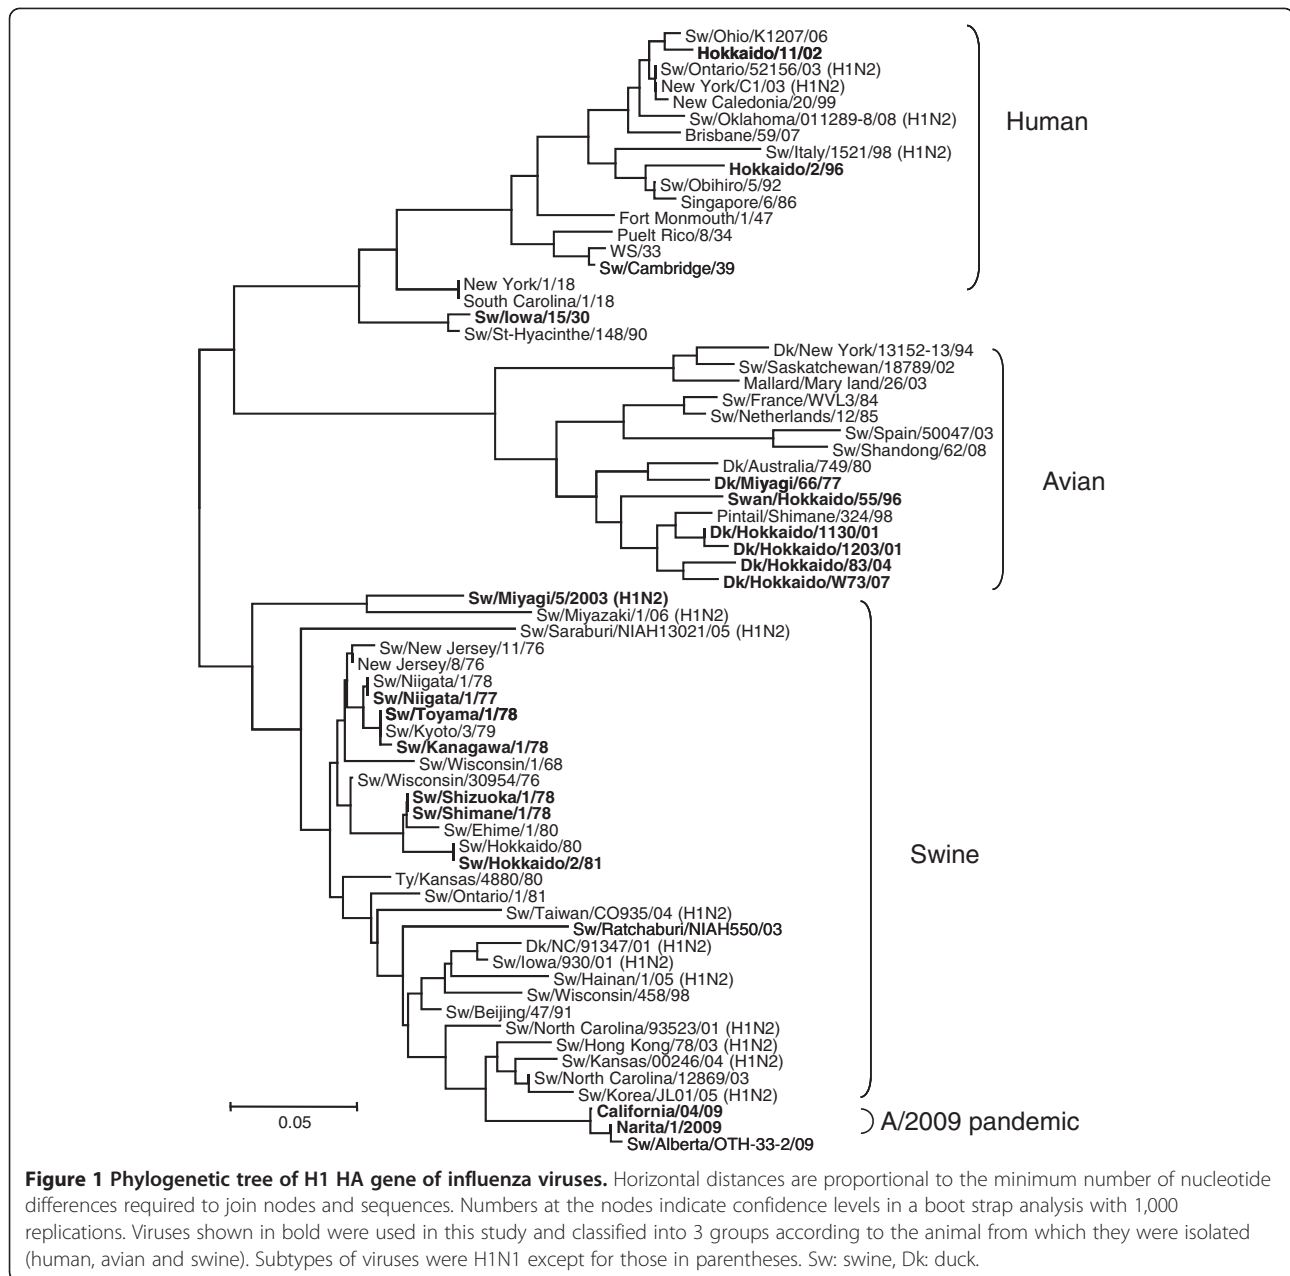 Sw/Ohio/K1207/06
Hokkaido/11/02
Sw/Ontario/52156/03 (H1N2)
New York/C1/03 (H1N2)
New Caledonia/20/99
Sw/Oklahoma/011289-8/08 (H1N2)
Brisbane/59/07
Sw/Italy/1521/98 (H1N2)
Hokkaido/2/96
Sw/Obihiro/5/92
Singapore/6/86
Fort Monmouth/1/47
Puelt Rico/8/34
WS/33
Sw/Cambridge/39
New York/1/18
South Carolina/1/18
Sw/Iowa/15/30
Sw/St-Hyacinthe/148/90
Human
Dk/New York/13152-13/94
Sw/Saskatchewan/18789/02
Mallard/Mary land/26/03
Sw/France/WVL3/84
Sw/Netherlands/12/85
Sw/Spain/50047/03
Sw/Shandong/62/08
Dk/Australia/749/80
Dk/Miyagi/66/77
Swan/Hokkaido/55/96
Pintail/Shimane/324/98
Dk/Hokkaido/1130/01
Dk/Hokkaido/1203/01
Dk/Hokkaido/83/04
Dk/Hokkaido/W73/07
Avian
Sw/Miyagi/5/2003 (H1N2)
Sw/Miyazaki/1/06 (H1N2)
Sw/Saraburi/NIAH13021/05 (H1N2)
Sw/New Jersey/11/76
New Jersey/8/76
Sw/Niigata/1/78
Sw/Niigata/1/77
Sw/Toyama/1/78
Sw/Kyoto/3/79
Sw/Kanagawa/1/78
Sw/Wisconsin/1/68
Sw/Wisconsin/30954/76
Sw/Shizuoka/1/78
Sw/Shimane/1/78
Sw/Ehime/1/80
Sw/Hokkaido/80
Sw/Hokkaido/2/81
Ty/Kansas/4880/80
Sw/Ontario/1/81
Sw/Taiwan/CO935/04 (H1N2)
Sw/Ratchaburi/NIAH550/03
Dk/NC/91347/01 (H1N2)
Sw/Iowa/930/01 (H1N2)
Sw/Hainan/1/05 (H1N2)
Sw/Wisconsin/458/98
Sw/Beijing/47/91
Sw/North Carolina/93523/01 (H1N2)
Sw/Hong Kong/78/03 (H1N2)
Sw/Kansas/00246/04 (H1N2)
Sw/North Carolina/12869/03
Sw/Korea/JL01/05 (H1N2)
Swine
California/04/09
Narita/1/2009
Sw/Alberta/OTH-33-2/09
A/2009 pandemic
0.05
Figure 1 Phylogenetic tree of H1 HA gene of influenza viruses. Horizontal distances are proportional to the minimum number of nucleotide
differences required to join nodes and sequences. Numbers at the nodes indicate confidence levels in a boot strap analysis with 1,000
replications. Viruses shown in bold were used in this study and classified into 3 groups according to the animal from which they were isolated
(human, avian and swine). Subtypes of viruses were H1N1 except for those in parentheses. Sw: swine, Dk: duck.